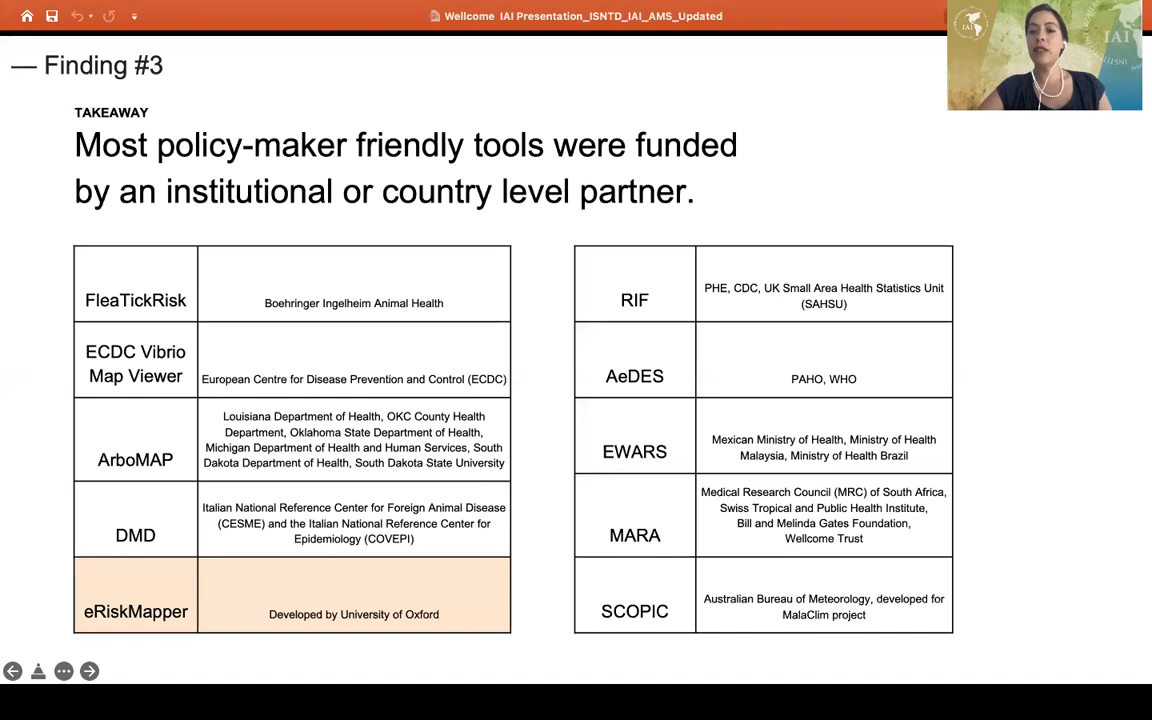 Wellcome IAI Presentation_ISNTD_IAI_AMS_Updated
IAI
IAI
— Finding #3
TAKEAWAY
Most policy-maker friendly tools were funded
by an institutional or country level partner.
FleaTickRisk
Boehringer Ingelheim Animal Health
ECDC Vibrio
Map Viewer
European Centre for Disease Prevention and Control (ECDC)
ArboMAP
Louisiana Department of Health, OKC County Health
Department, Oklahoma State Department of Health,
Michigan Department of Health and Human Services, South
Dakota Department of Health, South Dakota State University
DMD
Italian National Reference Center for Foreign Animal Disease
(CESME) and the Italian National Reference Center for
Epidemiology (COVEPI)
eRiskMapper
Developed by University of Oxford
RIF
PHE, CDC, UK Small Area Health Statistics Unit
(SAHSU)
AeDES
PAHO, WHO
EWARS
Mexican Ministry of Health, Ministry of Health
Malaysia, Ministry of Health Brazil
MARA
Medical Research Council (MRC) of South Africa,
Swiss Tropical and Public Health Institute,
Bill and Melinda Gates Foundation,
Wellcome Trust
SCOPIC
Australian Bureau of Meteorology, developed for
MalaClim project